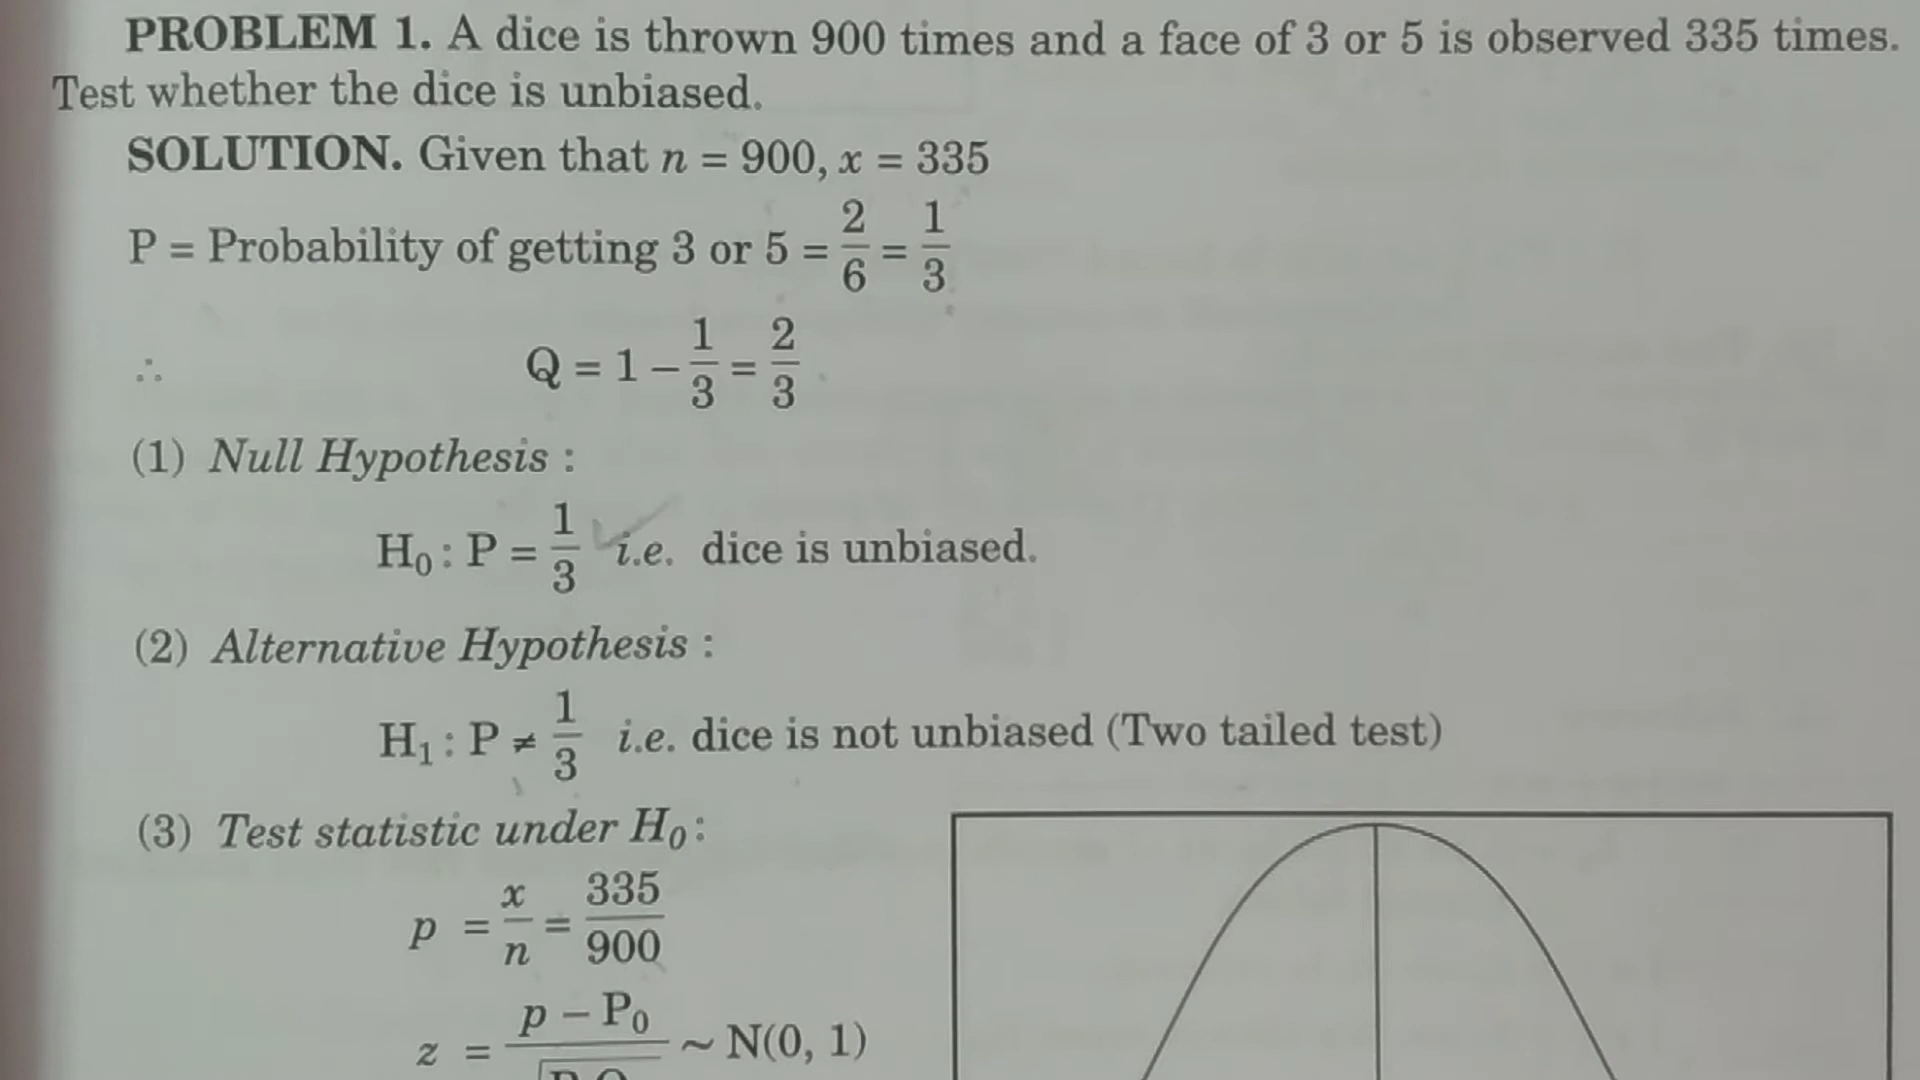 PROBLEM 1. A dice is thrown 900 times and a face of 3 or 5 is observed 335 times.
Test whether the dice is unbiased.
SOLUTION. Given that n = 900, x = 335
P = Probability of getting 3 or 5 = 2/6 = 1/3
∴ Q = 1 – 1/3 = 2/3
(1) Null Hypothesis :
H₀ : P = 1/3 i.e. dice is unbiased.
(2) Alternative Hypothesis :
H₁ : P ≠ 1/3 i.e. dice is not unbiased (Two tailed test)
(3) Test statistic under H₀ :
p = x/n = 335/900
z = p – P₀ ~ N(0, 1)